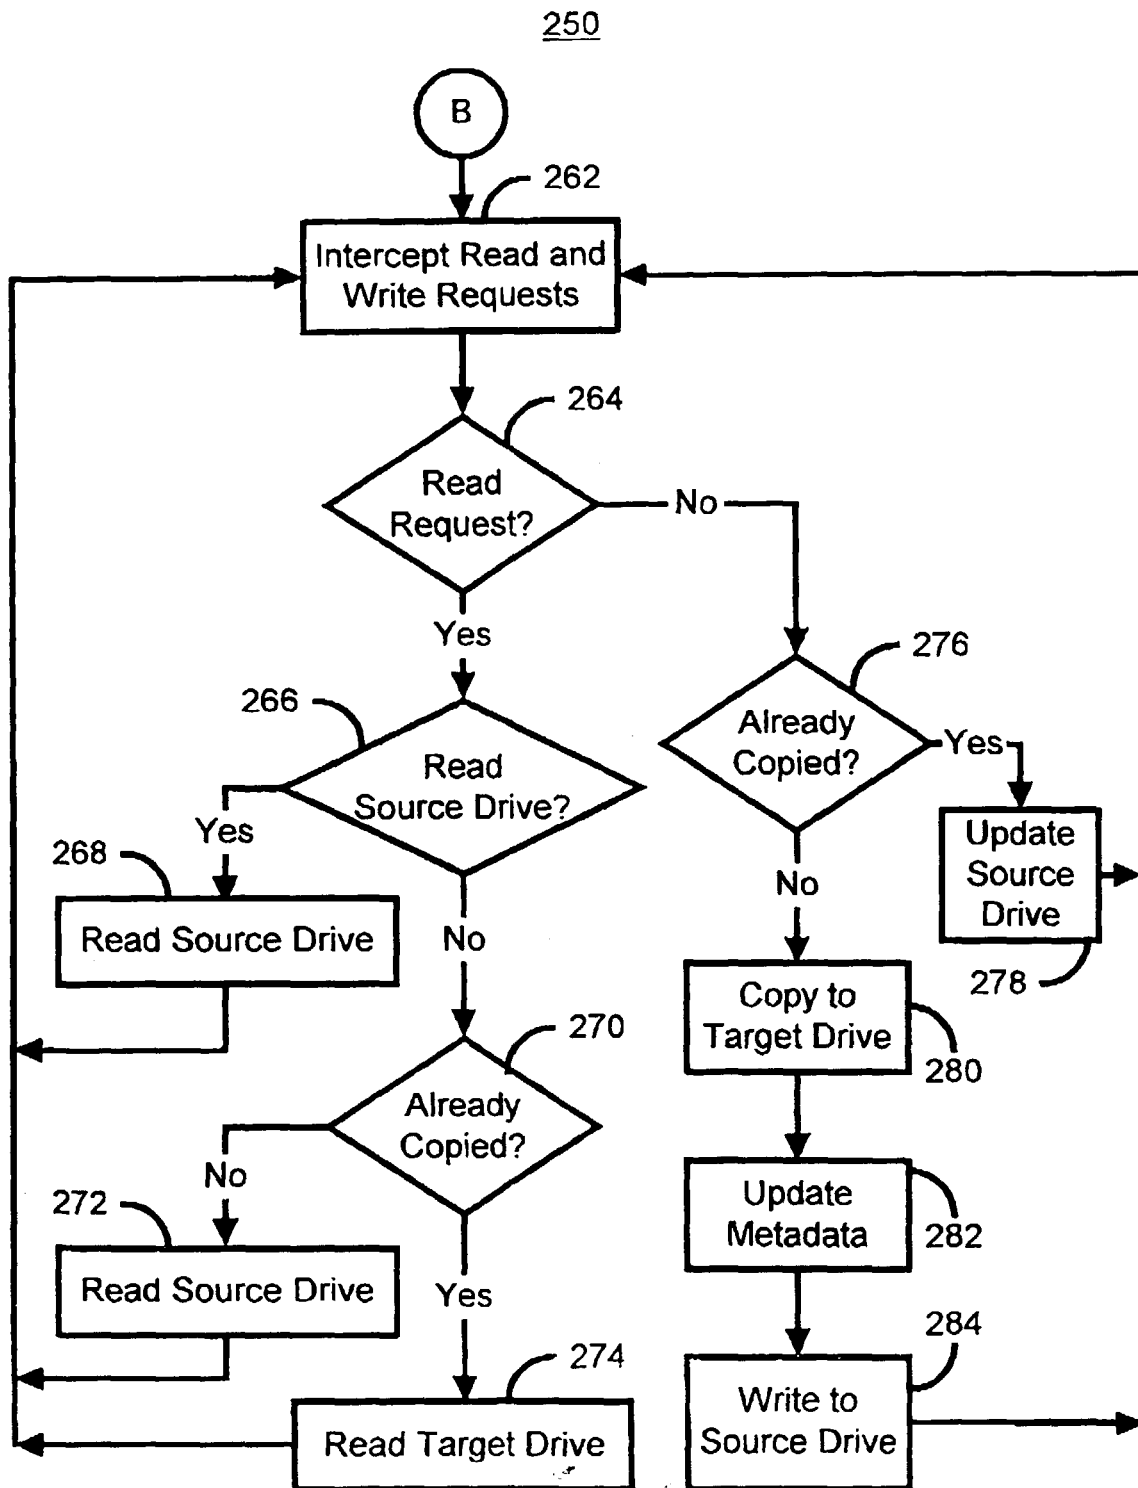 250
B
262
Intercept Read and
Write Requests
264
Read
Request?
No
Yes
276
266
Already
Copied?
Yes
Read
Source Drive?
Yes
Update
Source
Drive
268
No
Read Source Drive
No
278
Copy to
Target Drive
270
280
Already
Copied?
No
272
Update
Metadata
282
Read Source Drive
Yes
284
274
Write to
Source Drive
Read Target Drive